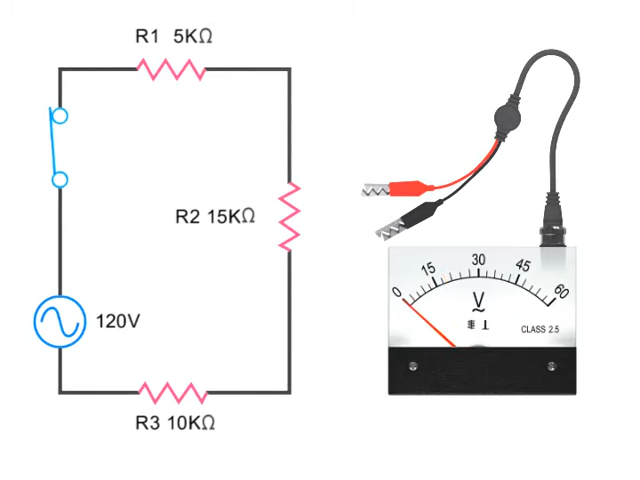 R1 5KΩ
R2 15KΩ
120V
R3 10KΩ
0 15 30 45 60
V
~
CLASS 2.5